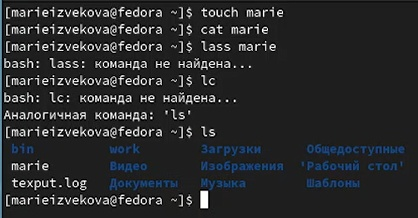 [marieizvekova@fedora ~]$ touch marie
[marieizvekova@fedora ~]$ cat marie
[marieizvekova@fedora ~]$ lass marie
bash: lass: команда не найдена...
[marieizvekova@fedora ~]$ lc
bash: lc: команда не найдена...
Аналогичная команда: 'ls'
[marieizvekova@fedora ~]$ ls
bin work Загрузки Общедоступные
marie Видео Изображения 'Рабочий стол'
texput.log Документы Музыка Шаблоны
[marieizvekova@fedora ~]$